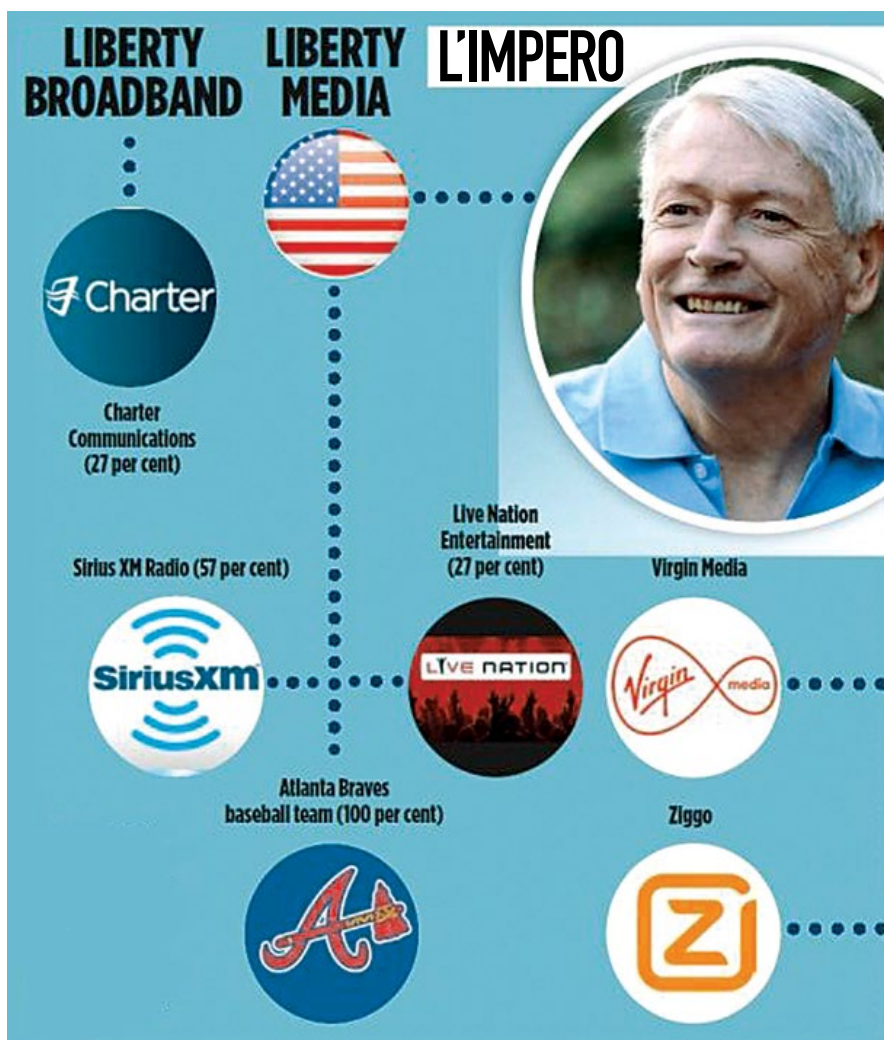 LIBERTY
BROADBAND
LIBERTY
MEDIA
L'IMPERO
Charter
Charter
Communications
(27 per cent)
Sirius XM Radio (57 per cent)
Live Nation
Entertainment
(27 per cent)
Virgin Media
SiriusXM
LIVE NATION
Virgin media
Atlanta Braves
baseball team (100 per cent)
Ziggo
A
Z